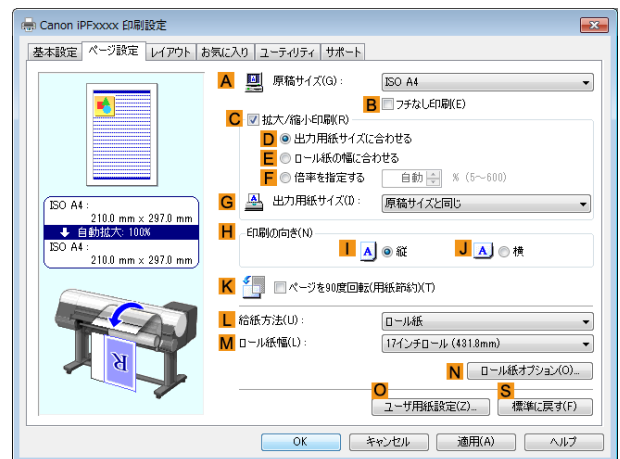 Canon iPFxxxx 印刷設定
基本設定 ページ設定 レイアウト お気に入り ユーティリティ サポート
A 原稿サイズ(G): ISO A4
B フチなし印刷(E)
C 拡大/縮小印刷(R)
D 出力用紙サイズに合わせる
E ロール紙の幅に合わせる
F 倍率を指定する 自動 % (5～600)
G 出力用紙サイズ(I): 原稿サイズと同じ
ISO A4:
210.0 mm x 297.0 mm
自動拡大: 100%
ISO A4:
210.0 mm x 297.0 mm
H 印刷の向き(N)
I A 縦 J A 横
K ページを90度回転(用紙節約)(T)
L 給紙方法(U): ロール紙
M ロール紙幅(L): 17インチロール (431.8mm)
R
N ロール紙オプション(O)...
O S
ユーザ用紙設定(Z)... 標準に戻す(F)
OK キャンセル 適用(A) ヘルプ